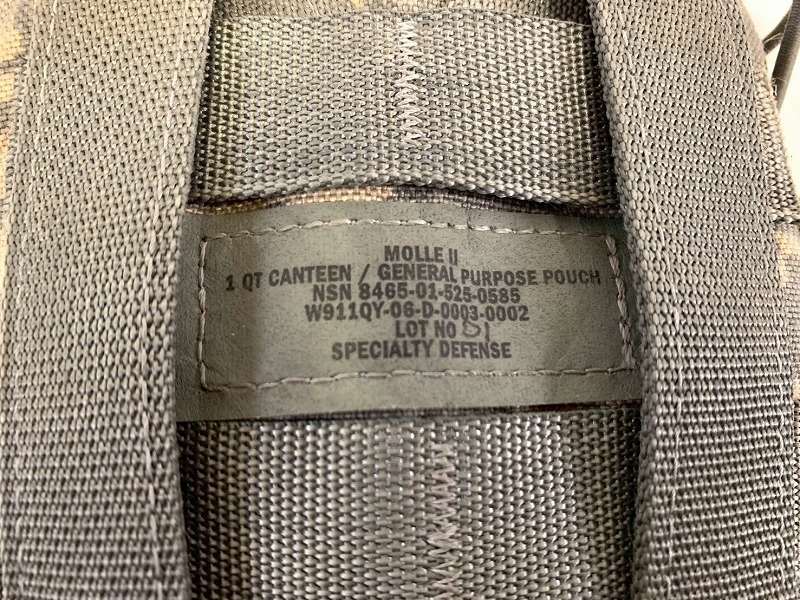 MOLLE II
1 QT CANTEEN / GENERAL PURPOSE POUCH
NSN 8465-01-525-0585
W911QY-06-D-0003-0002
LOT NO 01
SPECIALTY DEFENSE